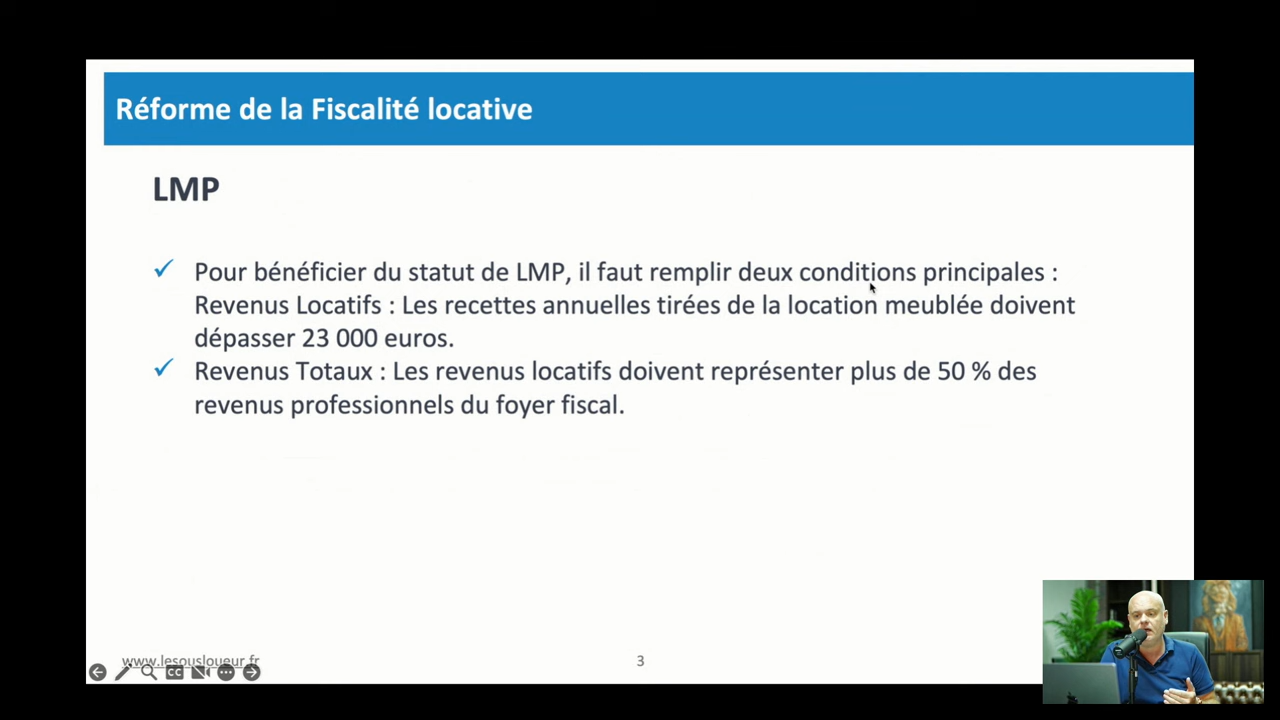 Réforme de la Fiscalité locative
LMP
✓ Pour bénéficier du statut de LMP, il faut remplir deux conditions principales :
Revenus Locatifs : Les recettes annuelles tirées de la location meublée doivent
dépasser 23 000 euros.
✓ Revenus Totaux : Les revenus locatifs doivent représenter plus de 50 % des
revenus professionnels du foyer fiscal.
www.lesousloueur.fr
3
CC